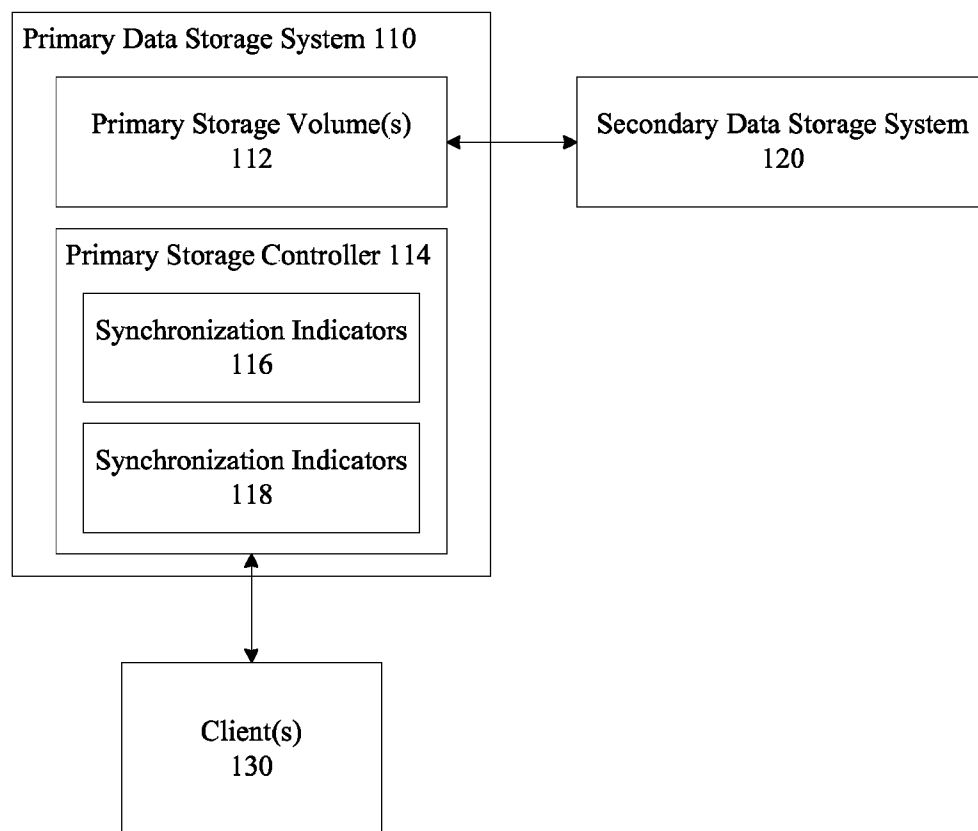 Primary Data Storage System 110
Primary Storage Volume(s)
112
Secondary Data Storage System
120
Primary Storage Controller 114
Synchronization Indicators
116
Synchronization Indicators
118
Client(s)
130